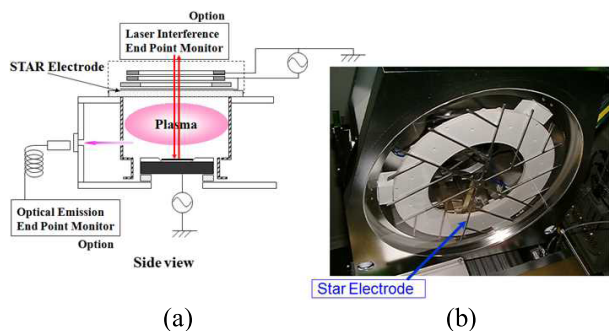 Option
Laser Interference
End Point Monitor
STAR Electrode
Plasma
Optical Emission
End Point Monitor
Option
Side view
Star Electrode
(a)
(b)